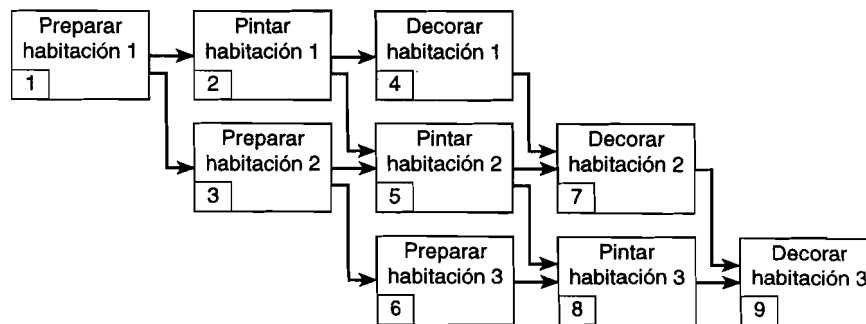 Preparar
habitación 1
1
Pintar
habitación 1
2
Decorar
habitación 1
4
Preparar
habitación 2
3
Pintar
habitación 2
5
Decorar
habitación 2
7
Preparar
habitación 3
6
Pintar
habitación 3
8
Decorar
habitación 3
9